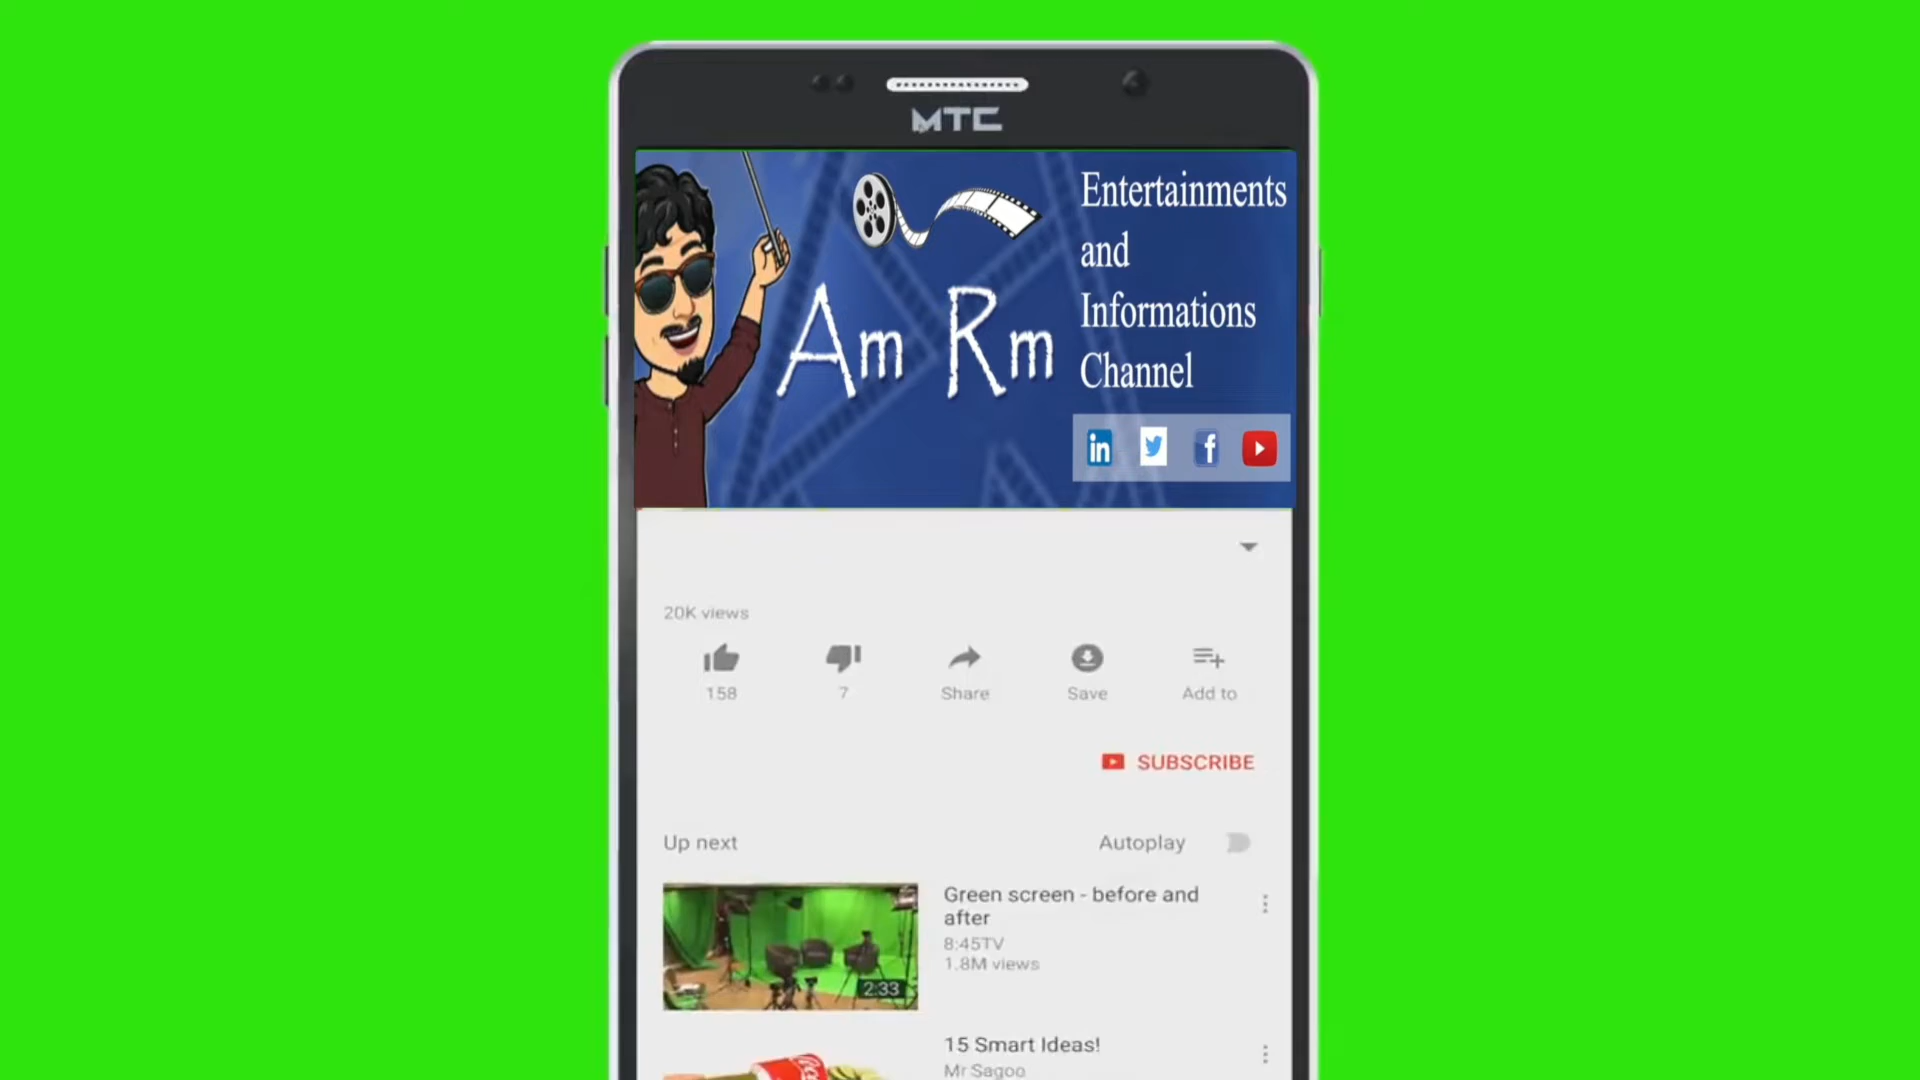 MTC
Entertainments
and
Informations
Channel
Am Rm
in
f
20K views
158
7
Share
Save
Add to
SUBSCRIBE
Up next
Autoplay
Green screen - before and
after
8:45TV
1.8M views
2:33
15 Smart Ideas!
Mr Sagoo